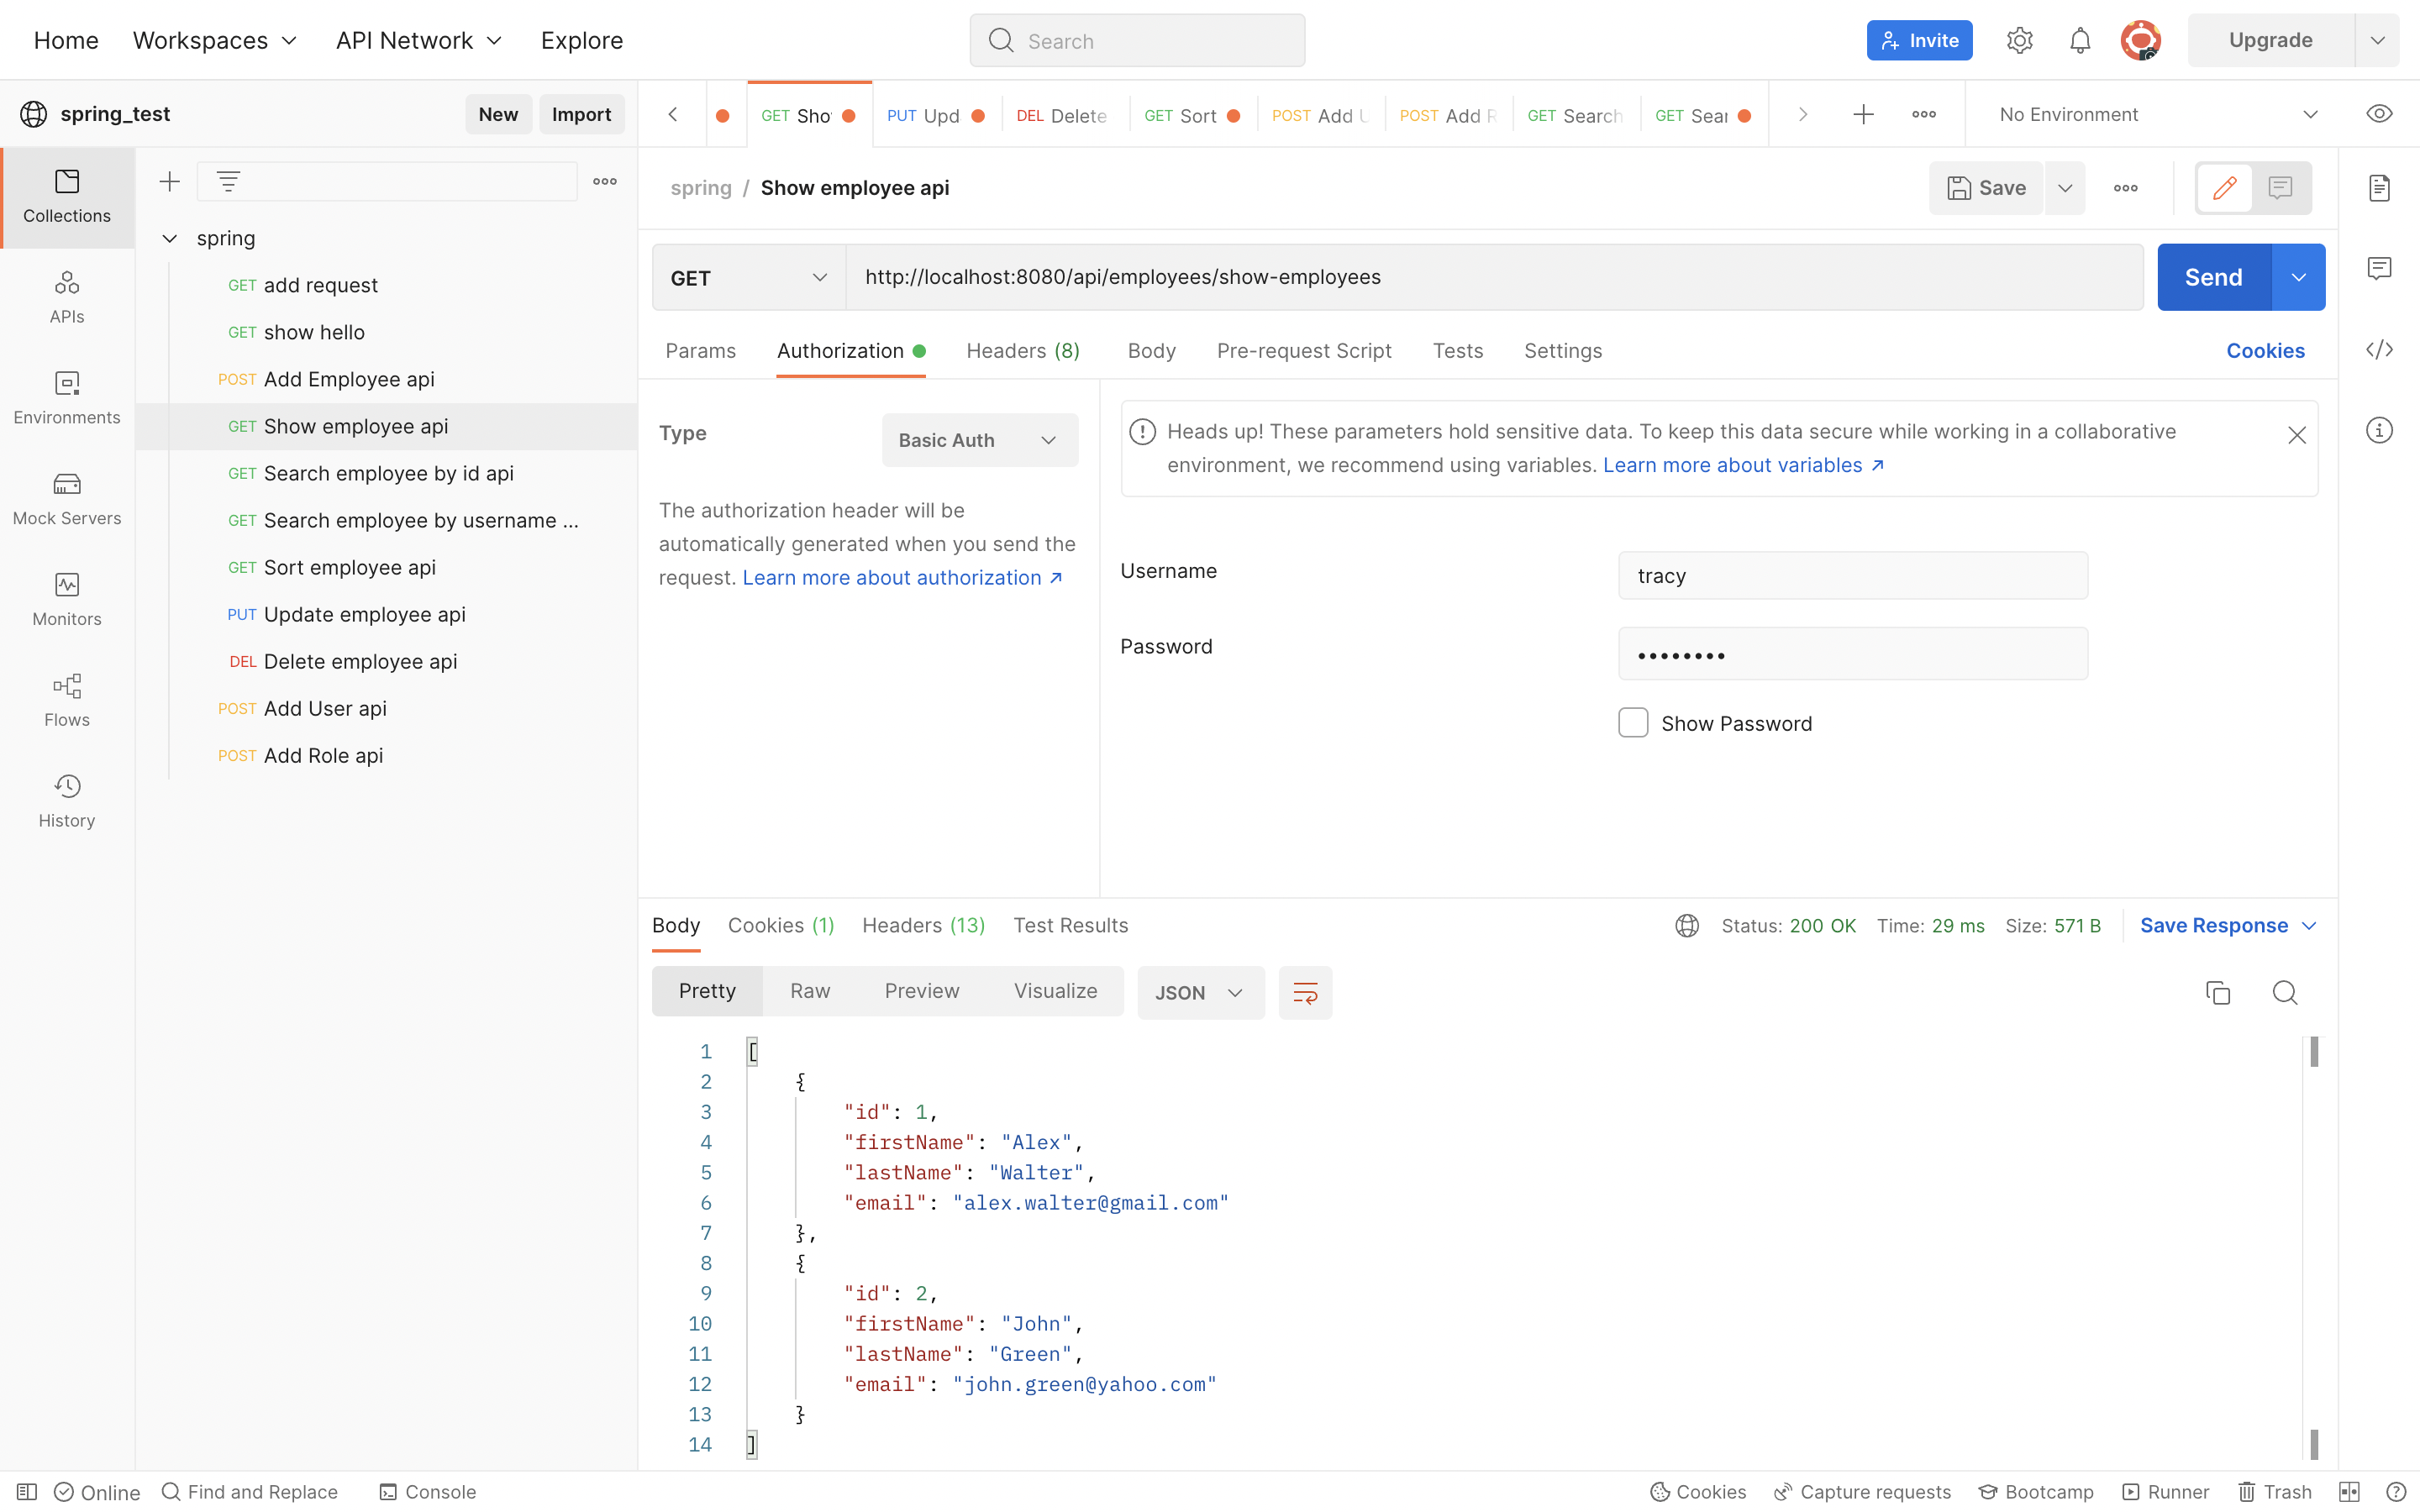 Home Workspaces API Network Explore Search Invite Upgrade
spring_test New Import GET Sho PUT Upd DEL Delete GET Sort POST Add POST Add GET Search GET Sear No Environment
Collections
APIs
Environments
Mock Servers
Monitors
Flows
History
spring
GET add request
GET show hello
POST Add Employee api
GET Show employee api
GET Search employee by id api
GET Search employee by username ...
GET Sort employee api
PUT Update employee api
DEL Delete employee api
POST Add User api
POST Add Role api
spring / Show employee api Save
GET http://localhost:8080/api/employees/show-employees Send
Params Authorization Headers (8) Body Pre-request Script Tests Settings Cookies
Type Basic Auth
The authorization header will be
automatically generated when you send the
request. Learn more about authorization ↗
Heads up! These parameters hold sensitive data. To keep this data secure while working in a collaborative
environment, we recommend using variables. Learn more about variables ↗
Username tracy
Password ••••••••
Show Password
Body Cookies (1) Headers (13) Test Results Status: 200 OK Time: 29 ms Size: 571 B Save Response
Pretty Raw Preview Visualize JSON
1 [
2 {
3 "id": 1,
4 "firstName": "Alex",
5 "lastName": "Walter",
6 "email": "alex.walter@gmail.com"
7 },
8 {
9 "id": 2,
10 "firstName": "John",
11 "lastName": "Green",
12 "email": "john.green@yahoo.com"
13 }
14 ]
Online Find and Replace Console Cookies Capture requests Bootcamp Runner Trash